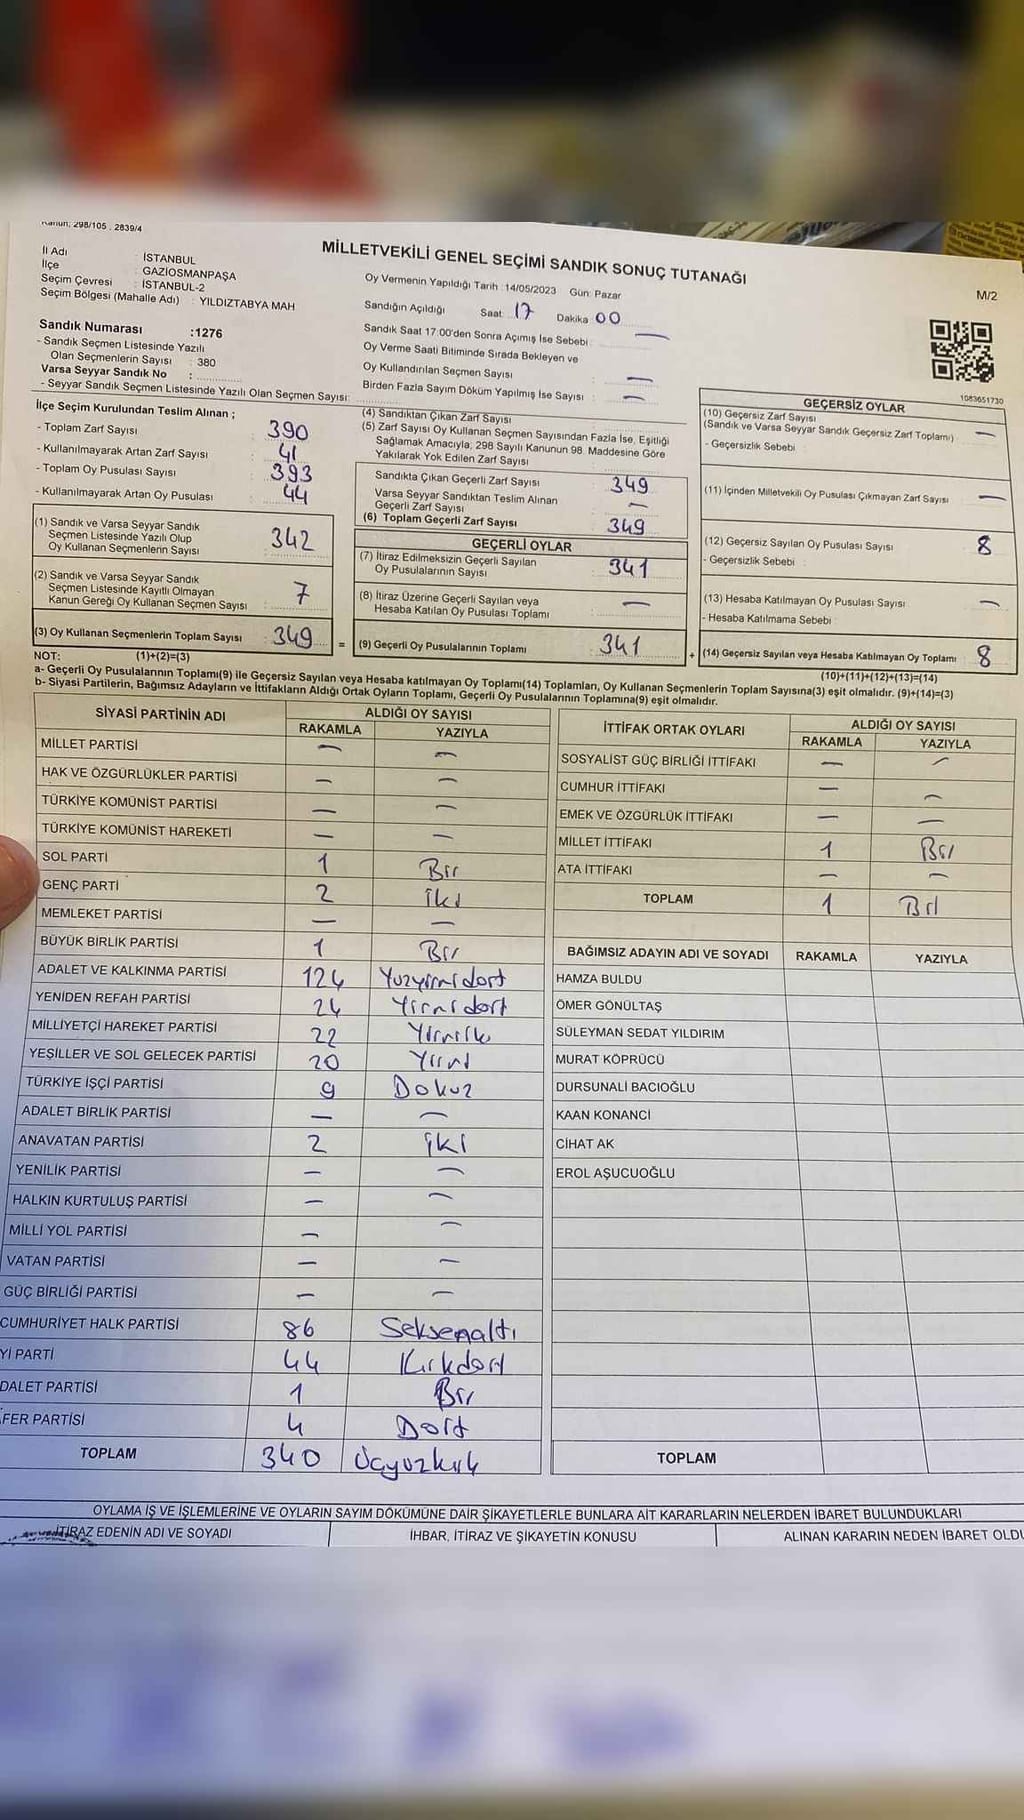 Kanun: 298/105 . 2839/4
MİLLETVEKİLİ GENEL SEÇİMİ SANDIK SONUÇ TUTANAĞI
M/2
İl Adı : İSTANBUL
İlçe : GAZİOSMANPAŞA
Seçim Çevresi : İSTANBUL-2
Seçim Bölgesi (Mahalle Adı) : YILDIZTABYA MAH
Sandık Numarası :1276
- Sandık Seçmen Listesinde Yazılı
Olan Seçmenlerin Sayısı : 380
Varsa Seyyar Sandık No :
- Seyyar Sandık Seçmen Listesinde Yazılı Olan Seçmen Sayısı:
Oy Vermenin Yapıldığı Tarih :14/05/2023 Gün: Pazar
Sandığın Açıldığı Saat: 17 Dakika 00
Sandık Saat 17:00'den Sonra Açılmış İse Sebebi : —
Oy Verme Saati Bitiminde Sırada Bekleyen ve
Oy Kullandırılan Seçmen Sayısı : —
Birden Fazla Sayım Döküm Yapılmış İse Sayısı : —
1083651730
İlçe Seçim Kurulundan Teslim Alınan ;
- Toplam Zarf Sayısı : 390
- Kullanılmayarak Artan Zarf Sayısı : 41
- Toplam Oy Pusulası Sayısı : 393
- Kullanılmayarak Artan Oy Pusulası : 44
(1) Sandık ve Varsa Seyyar Sandık
Seçmen Listesinde Yazılı Olup
Oy Kullanan Seçmenlerin Sayısı : 342
(2) Sandık ve Varsa Seyyar Sandık
Seçmen Listesinde Kayıtlı Olmayan
Kanun Gereği Oy Kullanan Seçmen Sayısı : 7
(3) Oy Kullanan Seçmenlerin Toplam Sayısı : 349 =
(4) Sandıktan Çıkan Zarf Sayısı
(5) Zarf Sayısı Oy Kullanan Seçmen Sayısından Fazla İse, Eşitliği
Sağlamak Amacıyla; 298 Sayılı Kanunun 98. Maddesine Göre
Yakılarak Yok Edilen Zarf Sayısı
Sandıkta Çıkan Geçerli Zarf Sayısı : 349
Varsa Seyyar Sandıktan Teslim Alınan
Geçerli Zarf Sayısı : —
(6) Toplam Geçerli Zarf Sayısı : 349
GEÇERLİ OYLAR
(7) İtiraz Edilmeksizin Geçerli Sayılan
Oy Pusulalarının Sayısı : 341
(8) İtiraz Üzerine Geçerli Sayılan veya
Hesaba Katılan Oy Pusulası Toplamı : —
(9) Geçerli Oy Pusulalarının Toplamı : 341 +
GEÇERSİZ OYLAR
(10) Geçersiz Zarf Sayısı
(Sandık ve Varsa Seyyar Sandık Geçersiz Zarf Toplamı) : —
- Geçersizlik Sebebi :
(11) İçinden Milletvekili Oy Pusulası Çıkmayan Zarf Sayısı : —
(12) Geçersiz Sayılan Oy Pusulası Sayısı : 8
- Geçersizlik Sebebi :
(13) Hesaba Katılmayan Oy Pusulası Sayısı : —
- Hesaba Katılmama Sebebi :
(14) Geçersiz Sayılan veya Hesaba Katılmayan Oy Toplamı : 8
NOT: (1)+(2)=(3) (10)+(11)+(12)+(13)=(14)
a- Geçerli Oy Pusulalarının Toplamı(9) ile Geçersiz Sayılan veya Hesaba katılmayan Oy Toplamı(14) Toplamları, Oy Kullanan Seçmenlerin Toplam Sayısına(3) eşit olmalıdır. (9)+(14)=(3)
b- Siyasi Partilerin, Bağımsız Adayların ve İttifakların Aldığı Ortak Oyların Toplamı, Geçerli Oy Pusulalarının Toplamına(9) eşit olmalıdır.
SİYASİ PARTİNİN ADI ALDIĞI OY SAYISI
RAKAMLA YAZIYLA
MİLLET PARTİSİ — —
HAK VE ÖZGÜRLÜKLER PARTİSİ — —
TÜRKİYE KOMÜNİST PARTİSİ — —
TÜRKİYE KOMÜNİST HAREKETİ — —
SOL PARTİ 1 Bir
GENÇ PARTİ 2 iki
MEMLEKET PARTİSİ — —
BÜYÜK BİRLİK PARTİSİ 1 Bir
ADALET VE KALKINMA PARTİSİ 124 Yuzyirmidort
YENİDEN REFAH PARTİSİ 24 Yirmidort
MİLLİYETÇİ HAREKET PARTİSİ 22 Yirmiiki
YEŞİLLER VE SOL GELECEK PARTİSİ 20 Yirmi
TÜRKİYE İŞÇİ PARTİSİ 9 Dokuz
ADALET BİRLİK PARTİSİ — —
ANAVATAN PARTİSİ 2 iki
YENİLİK PARTİSİ — —
HALKIN KURTULUŞ PARTİSİ — —
MİLLİ YOL PARTİSİ — —
VATAN PARTİSİ — —
GÜÇ BİRLİĞİ PARTİSİ — —
CUMHURİYET HALK PARTİSİ 86 Seksenaltı
Yİ PARTİ 44 Kırkdort
DALET PARTİSİ 1 Bir
FER PARTİSİ 4 Dort
TOPLAM 340 Üçyuzkırk
İTTİFAK ORTAK OYLARI ALDIĞI OY SAYISI
RAKAMLA YAZIYLA
SOSYALİST GÜÇ BİRLİĞİ İTTİFAKI — —
CUMHUR İTTİFAKI — —
EMEK VE ÖZGÜRLÜK İTTİFAKI — —
MİLLET İTTİFAKI 1 Bir
ATA İTTİFAKI — —
TOPLAM 1 Bir
BAĞIMSIZ ADAYIN ADI VE SOYADI RAKAMLA YAZIYLA
HAMZA BULDU
ÖMER GÖNÜLTAŞ
SÜLEYMAN SEDAT YILDIRIM
MURAT KÖPRÜCÜ
DURSUNALİ BACIOĞLU
KAAN KONANCİ
CİHAT AK
EROL AŞUCUOĞLU
TOPLAM
OYLAMA İŞ VE İŞLEMLERİNE VE OYLARIN SAYIM DÖKÜMÜNE DAİR ŞİKAYETLERLE BUNLARA AİT KARARLARIN NELERDEN İBARET BULUNDUKLARI
İTİRAZ EDENİN ADI VE SOYADI İHBAR, İTİRAZ VE ŞİKAYETİN KONUSU ALINAN KARARIN NEDEN İBARET OLDU